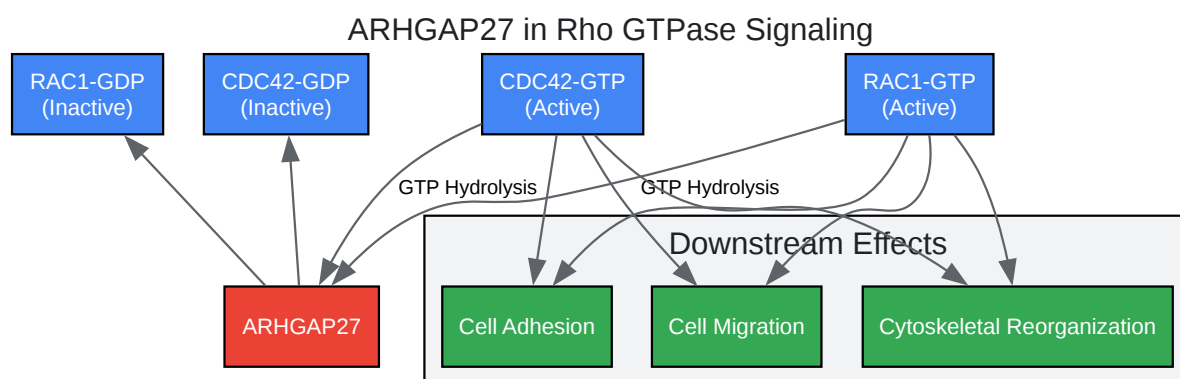 ARHGAP27 in Rho GTPase Signaling
RAC1-GDP
(Inactive)
CDC42-GDP
(Inactive)
CDC42-GTP
(Active)
RAC1-GTP
(Active)
GTP Hydrolysis
GTP Hydrolysis
Downstream Effects
ARHGAP27
Cell Adhesion
Cell Migration
Cytoskeletal Reorganization